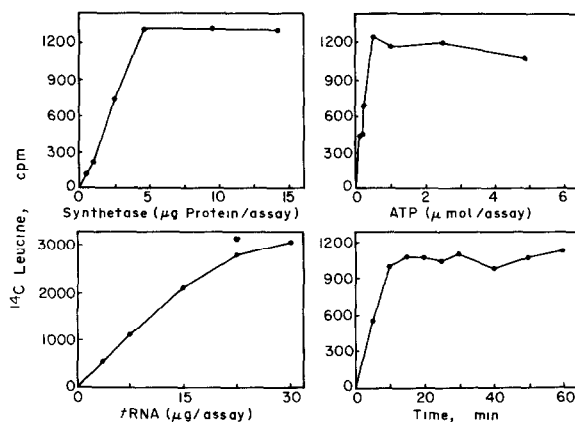 1200
900
600
300
0
0 5 10 15
Synthetase (μg Protein/assay)
1200
900
600
300
0
0 2 4 6
ATP (μ mol/assay)
¹⁴C Leucine, cpm
3000
2000
1000
0
0 15 30
tRNA (μg/assay)
1200
900
600
300
0
0 20 40 60
Time, min